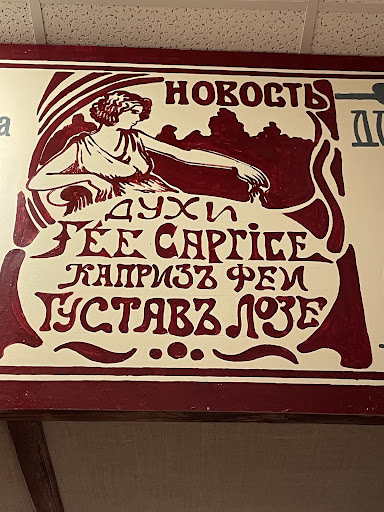 НОВОСТЬ
ДУХИ
FÉE CAPRICE
КАПРИЗЪ ФЕИ
ГУСТАВЪ ЛОЗЕ